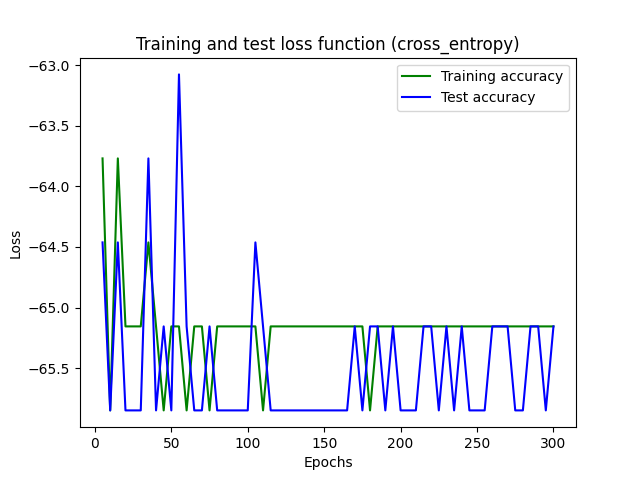 Training and test loss function (cross_entropy)
−63.0
−63.5
−64.0
−64.5
−65.0
−65.5
Loss
Training accuracy
Test accuracy
0 50 100 150 200 250 300
Epochs